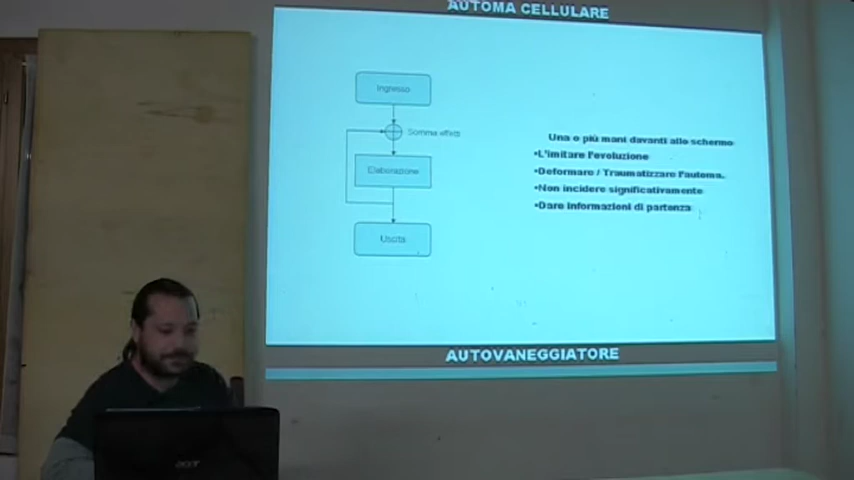 AUTOMA CELLULARE
Ingresso
Somma effetti
Elaborazione
Uscita
Una o più mani davanti allo schermo
•L'imitare l'evoluzione
•Deformare / Traumatizzare l'automa.
•Non incidere significativamente
•Dare informazioni di partenza
AUTOVANEGGIATORE
acer